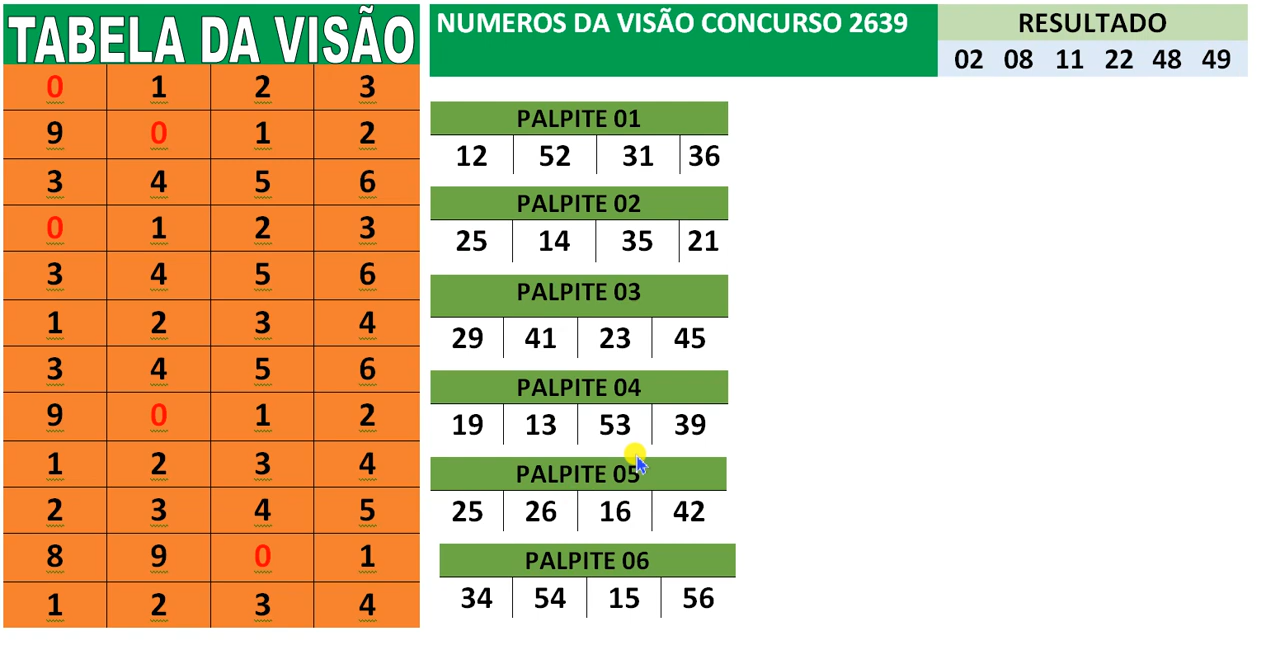 TABELA DA VISÃO
0 1 2 3
9 0 1 2
3 4 5 6
0 1 2 3
3 4 5 6
1 2 3 4
3 4 5 6
9 0 1 2
1 2 3 4
2 3 4 5
8 9 0 1
1 2 3 4
NUMEROS DA VISÃO CONCURSO 2639
RESULTADO
02 08 11 22 48 49
PALPITE 01
12 52 31 36
PALPITE 02
25 14 35 21
PALPITE 03
29 41 23 45
PALPITE 04
19 13 53 39
PALPITE 05
25 26 16 42
PALPITE 06
34 54 15 56